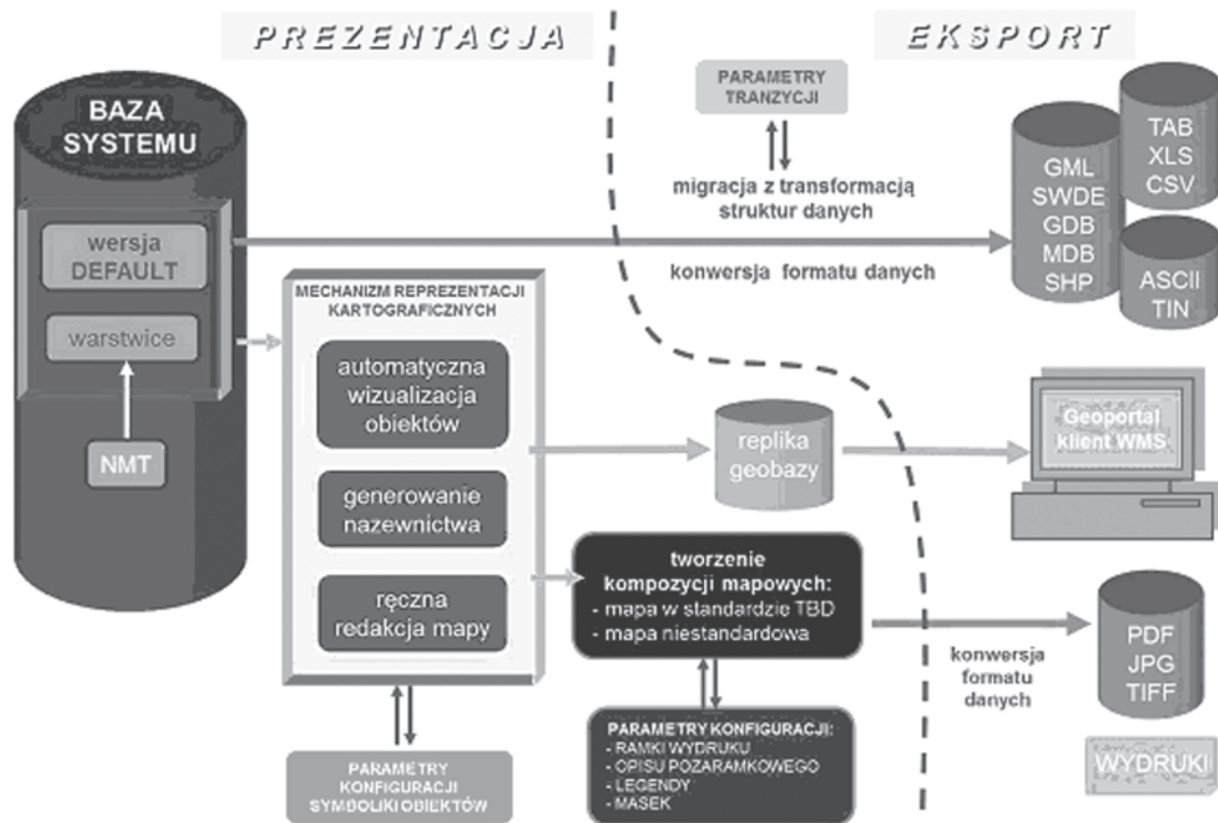 PREZENTACJA
EKSPORT
BAZA
SYSTEMU
wersja
DEFAULT
warstwice
NMT
MECHANIZM REPREZENTACJI
KARTOGRAFICZNYCH
automatyczna
wizualizacja
obiektów
generowanie
nazewnictwa
ręczna
redakcja mapy
PARAMETRY
KONFIGURACJI
SYMBOLIKI OBIEKTÓW
PARAMETRY
TRANZYCJI
migracja z transformacją
struktur danych
konwersja formatu danych
GML
SWDE
GDB
MDB
SHP
TAB
XLS
CSV
ASCII
TIN
replika
geobazy
Geoportal
klient WMS
tworzenie
kompozycji mapowych:
- mapa w standardzie TBD
- mapa niestandardowa
PARAMETRY KONFIGURACJI:
- RAMKI WYDRUKU
- OPISU POZARAMKOWEGO
- LEGENDY
- MASEK
konwersja
formatu
danych
PDF
JPG
TIFF
WYDRUKI